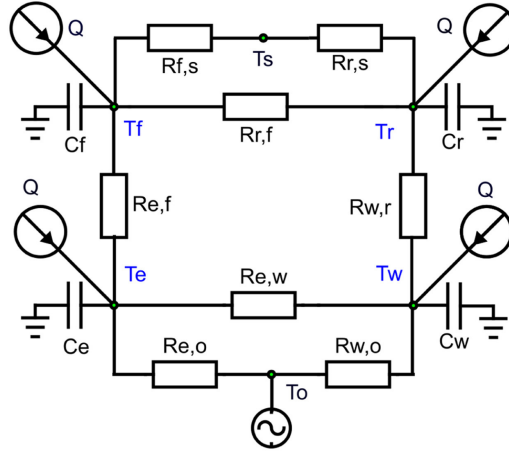 Q
Q
Ts
Rf,s
Rr,s
Cf
Tf
Rr,f
Tr
Cr
Q
Re,f
Rw,r
Q
Te
Re,w
Tw
Ce
Re,o
Rw,o
Cw
To